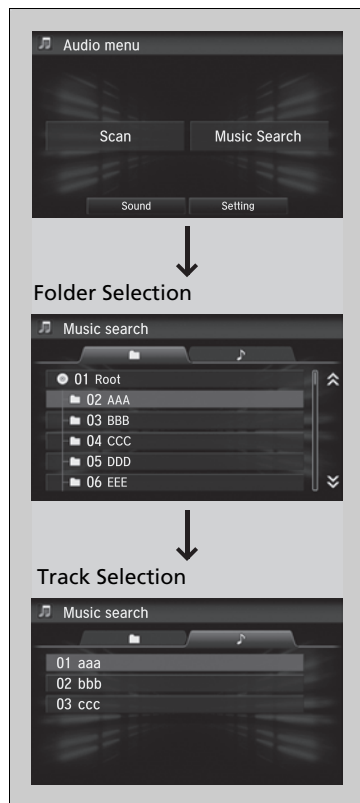 Audio menu
Scan Music Search
Sound Setting
Folder Selection
Music search
01 Root
02 AAA
03 BBB
04 CCC
05 DDD
06 EEE
Track Selection
Music search
01 aaa
02 bbb
03 ccc